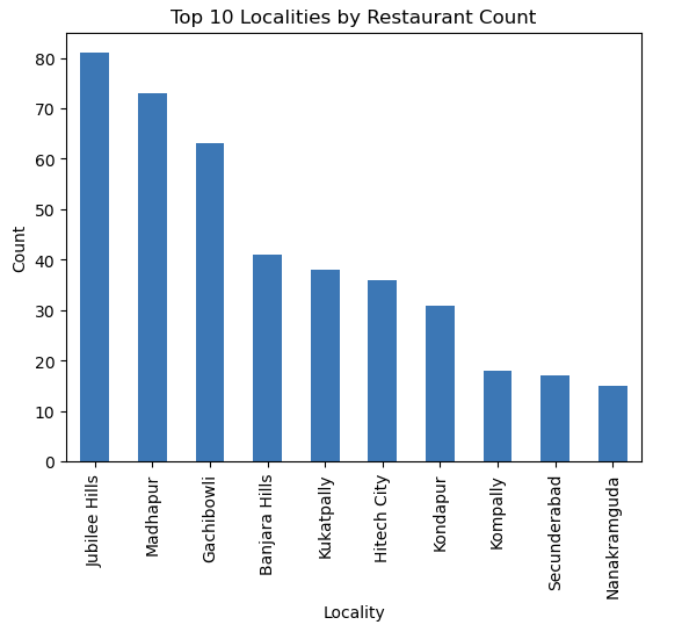 Top 10 Localities by Restaurant Count
80
70
60
50
40
30
20
10
0
Count
Jubilee Hills
Madhapur
Gachibowli
Banjara Hills
Kukatpally
Hitech City
Kondapur
Kompally
Secunderabad
Nanakramguda
Locality